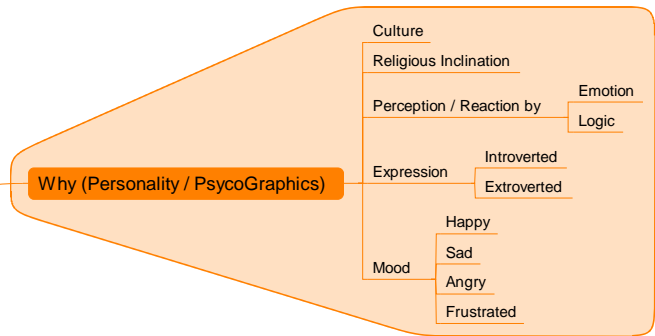 Culture
Religious Inclination
Perception / Reaction by
Emotion
Logic
Why (Personality / PsycoGraphics)
Expression
Introverted
Extroverted
Mood
Happy
Sad
Angry
Frustrated